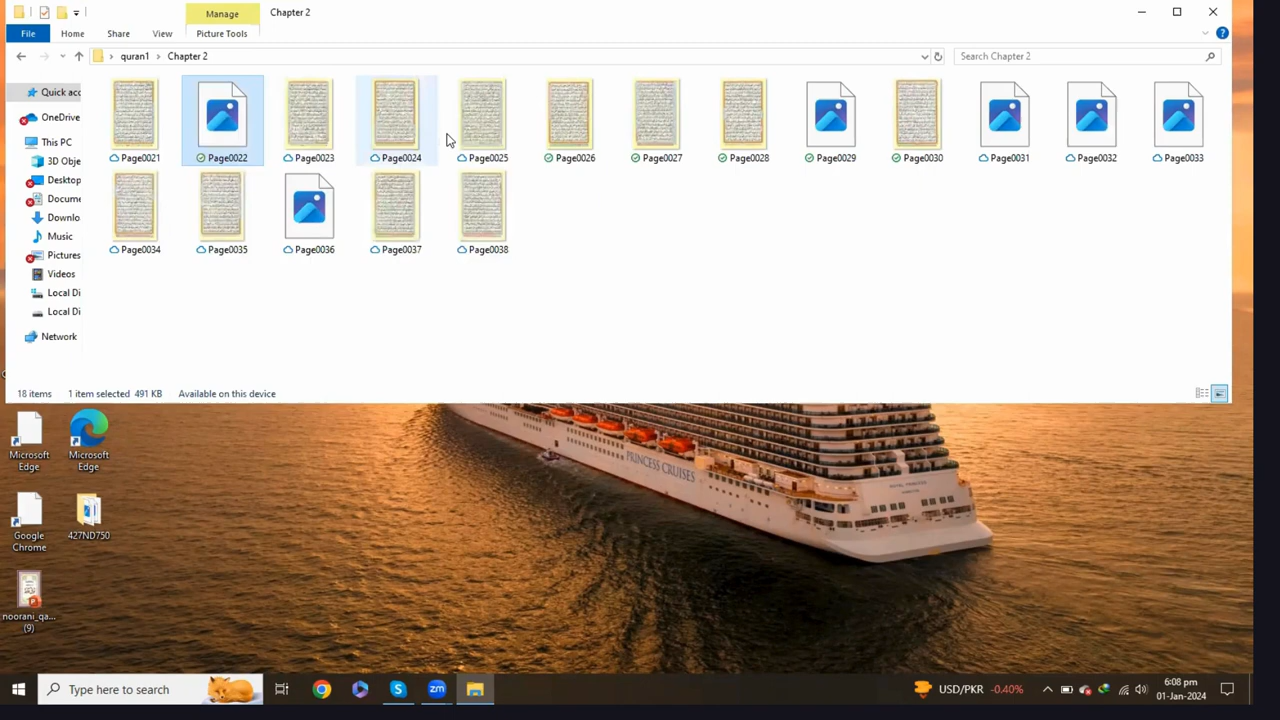 Manage
Chapter 2
File
Home
Share
View
Picture Tools
quran1 › Chapter 2
Search Chapter 2
Quick acc
OneDrive
This PC
3D Obje
Desktop
Docume
Downlo
Music
Pictures
Videos
Local Di
Local Di
Network
Page0021
Page0022
Page0023
Page0024
Page0025
Page0026
Page0027
Page0028
Page0029
Page0030
Page0031
Page0032
Page0033
Page0034
Page0035
Page0036
Page0037
Page0038
18 items
1 item selected 491 KB
Available on this device
Microsoft
Edge
Microsoft
Edge
Google
Chrome
427ND750
noorani_qa...
(9)
PRINCESS CRUISES
Type here to search
USD/PKR -0.40%
6:08 pm
01-Jan-2024